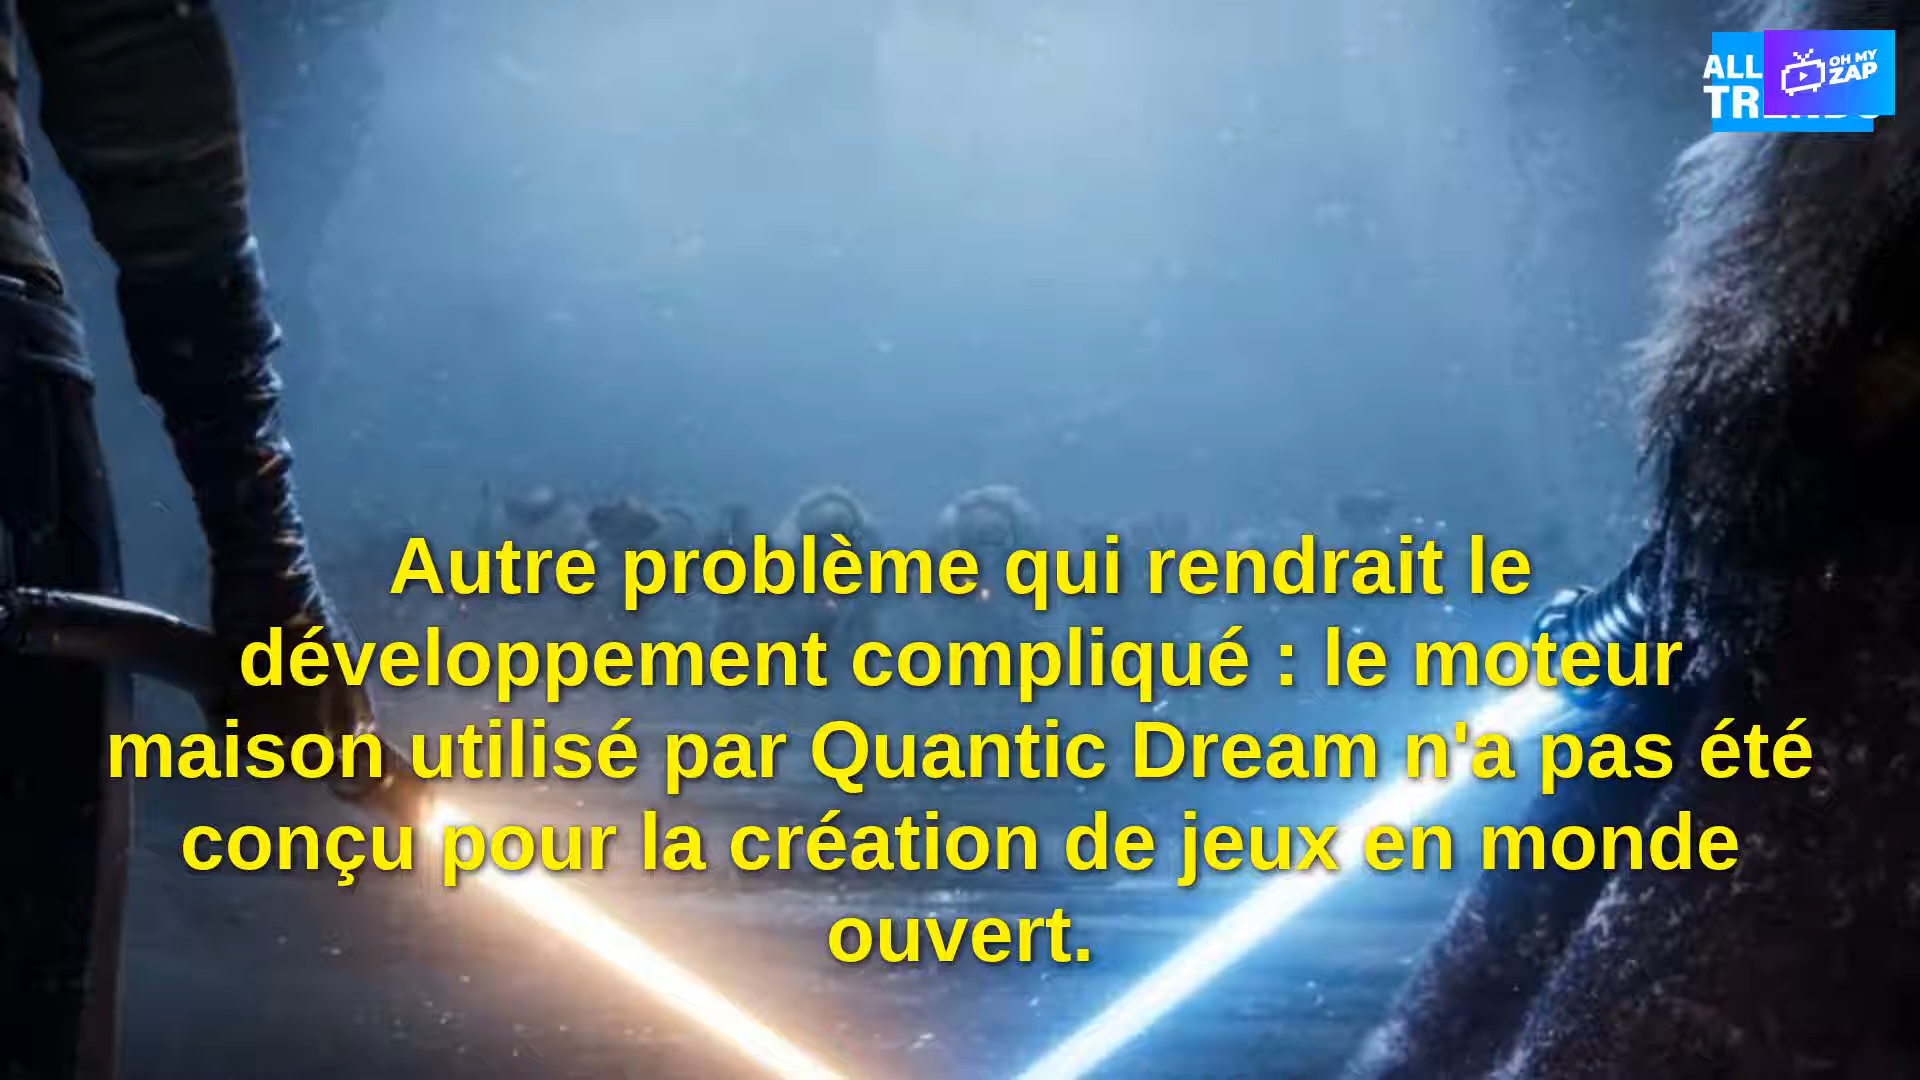 ALL
OH MY
ZAP
Autre problème qui rendrait le
développement compliqué : le moteur
maison utilisé par Quantic Dream n'a pas été
conçu pour la création de jeux en monde
ouvert.